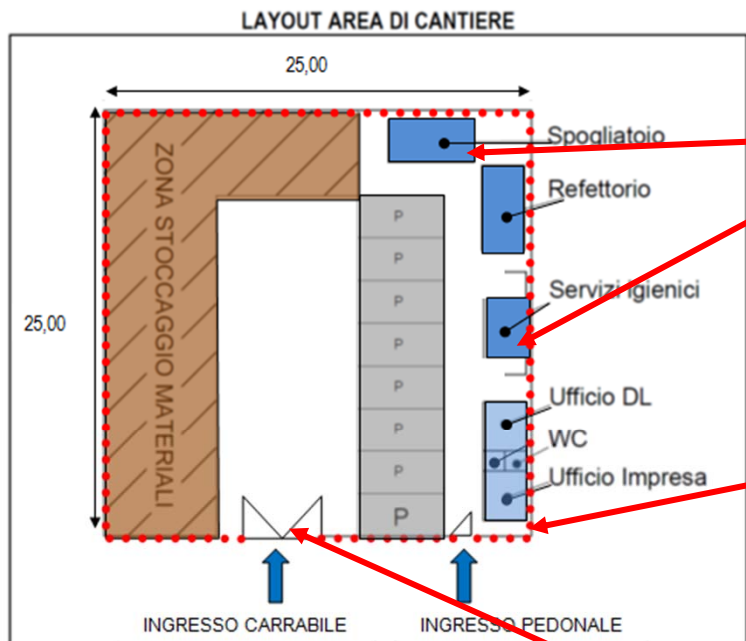 LAYOUT AREA DI CANTIERE
25,00
25,00
ZONA STOCCAGGIO MATERIALI
Spogliatoio
Refettorio
Servizi igienici
Ufficio DL
WC
Ufficio Impresa
P
P
P
P
P
P
P
P
INGRESSO CARRABILE
INGRESSO PEDONALE